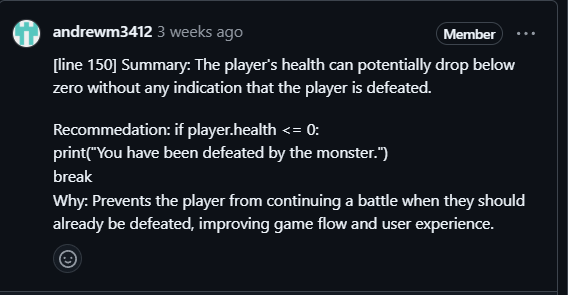 andrewm3412 3 weeks ago
Member
[line 150] Summary: The player's health can potentially drop below
zero without any indication that the player is defeated.
Recommedation: if player.health <= 0:
print("You have been defeated by the monster.")
break
Why: Prevents the player from continuing a battle when they should
already be defeated, improving game flow and user experience.